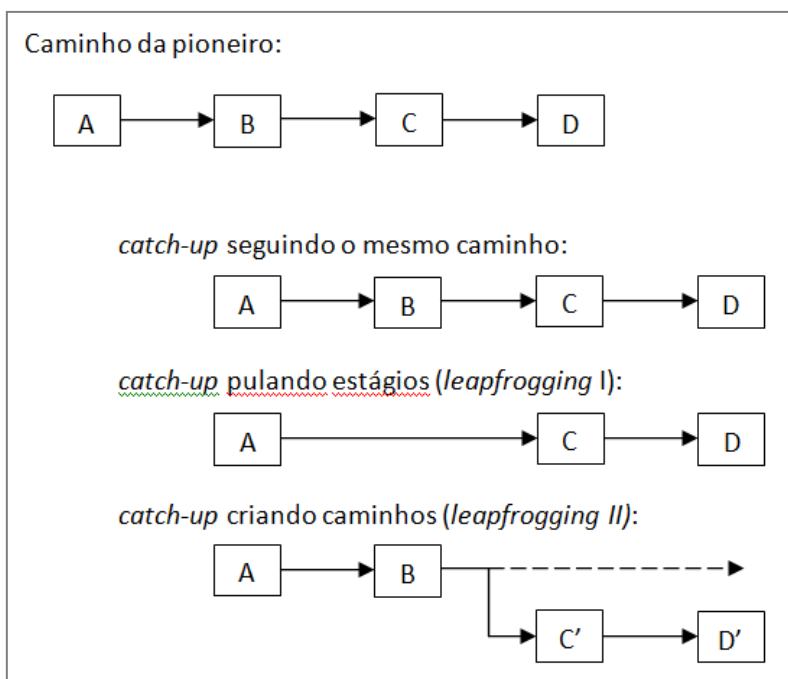 Caminho da pioneiro:
A B C D
catch-up seguindo o mesmo caminho:
A B C D
catch-up pulando estágios (leapfrogging I):
A C D
catch-up criando caminhos (leapfrogging II):
A B
C’ D’